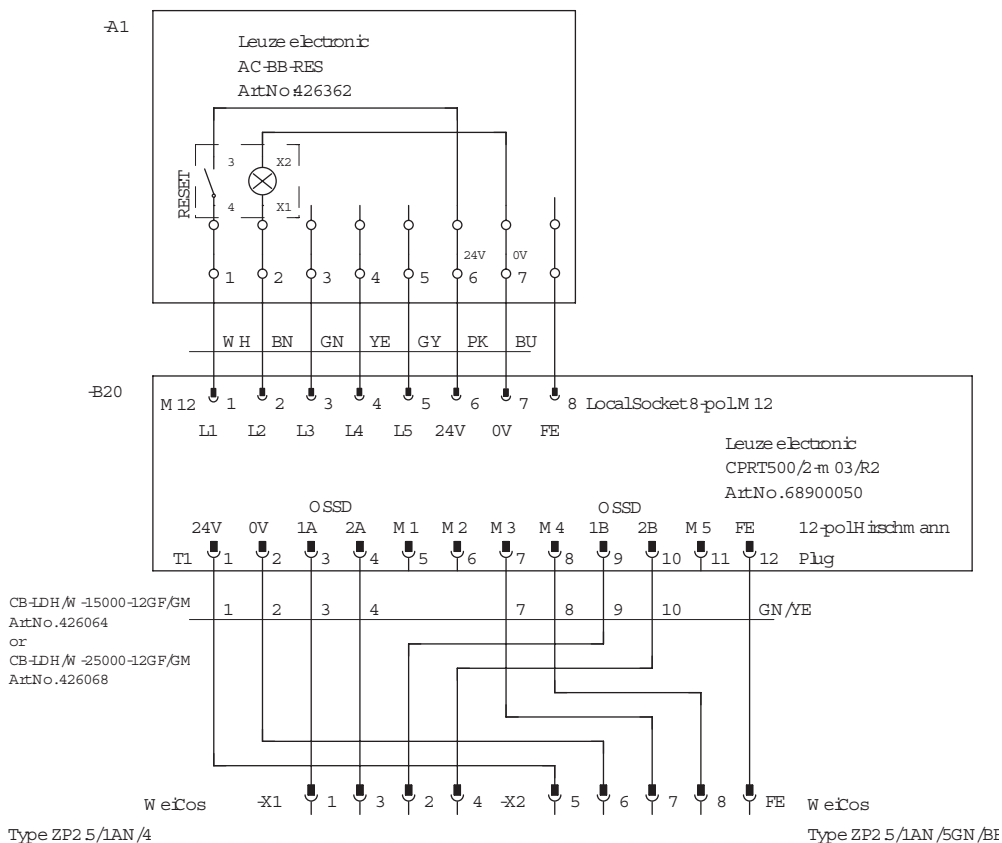 -A1
Leuze electronic
AC-BB-RES
Art.No.:426362
RESET
3 X2
4 X1
24V 0V
1 2 3 4 5 6 7
WH BN GN YE GY PK BU
-B20
M12 1 2 3 4 5 6 7 8 Local Socket 8-pol. M12
L1 L2 L3 L4 L5 24V 0V FE
Leuze electronic
CPRT500/2-m 03/R2
Art.No. 68900050
OSSD OSSD
24V 0V 1A 2A M1 M2 M3 M4 1B 2B M5 FE 12-pol Hirschmann
T1 1 2 3 4 5 6 7 8 9 10 11 12 Plug
CB-LDH/W-15000-12GF/GM
Art.No. 426064
or
CB-LDH/W-25000-12GF/GM
Art.No. 426068
1 2 3 4 7 8 9 10 GN/YE
WeiCos -X1 1 3 2 4 -X2 5 6 7 8 FE WeiCos
Type ZP2.5/1AN/4 Type ZP2.5/1AN/5GN/BE